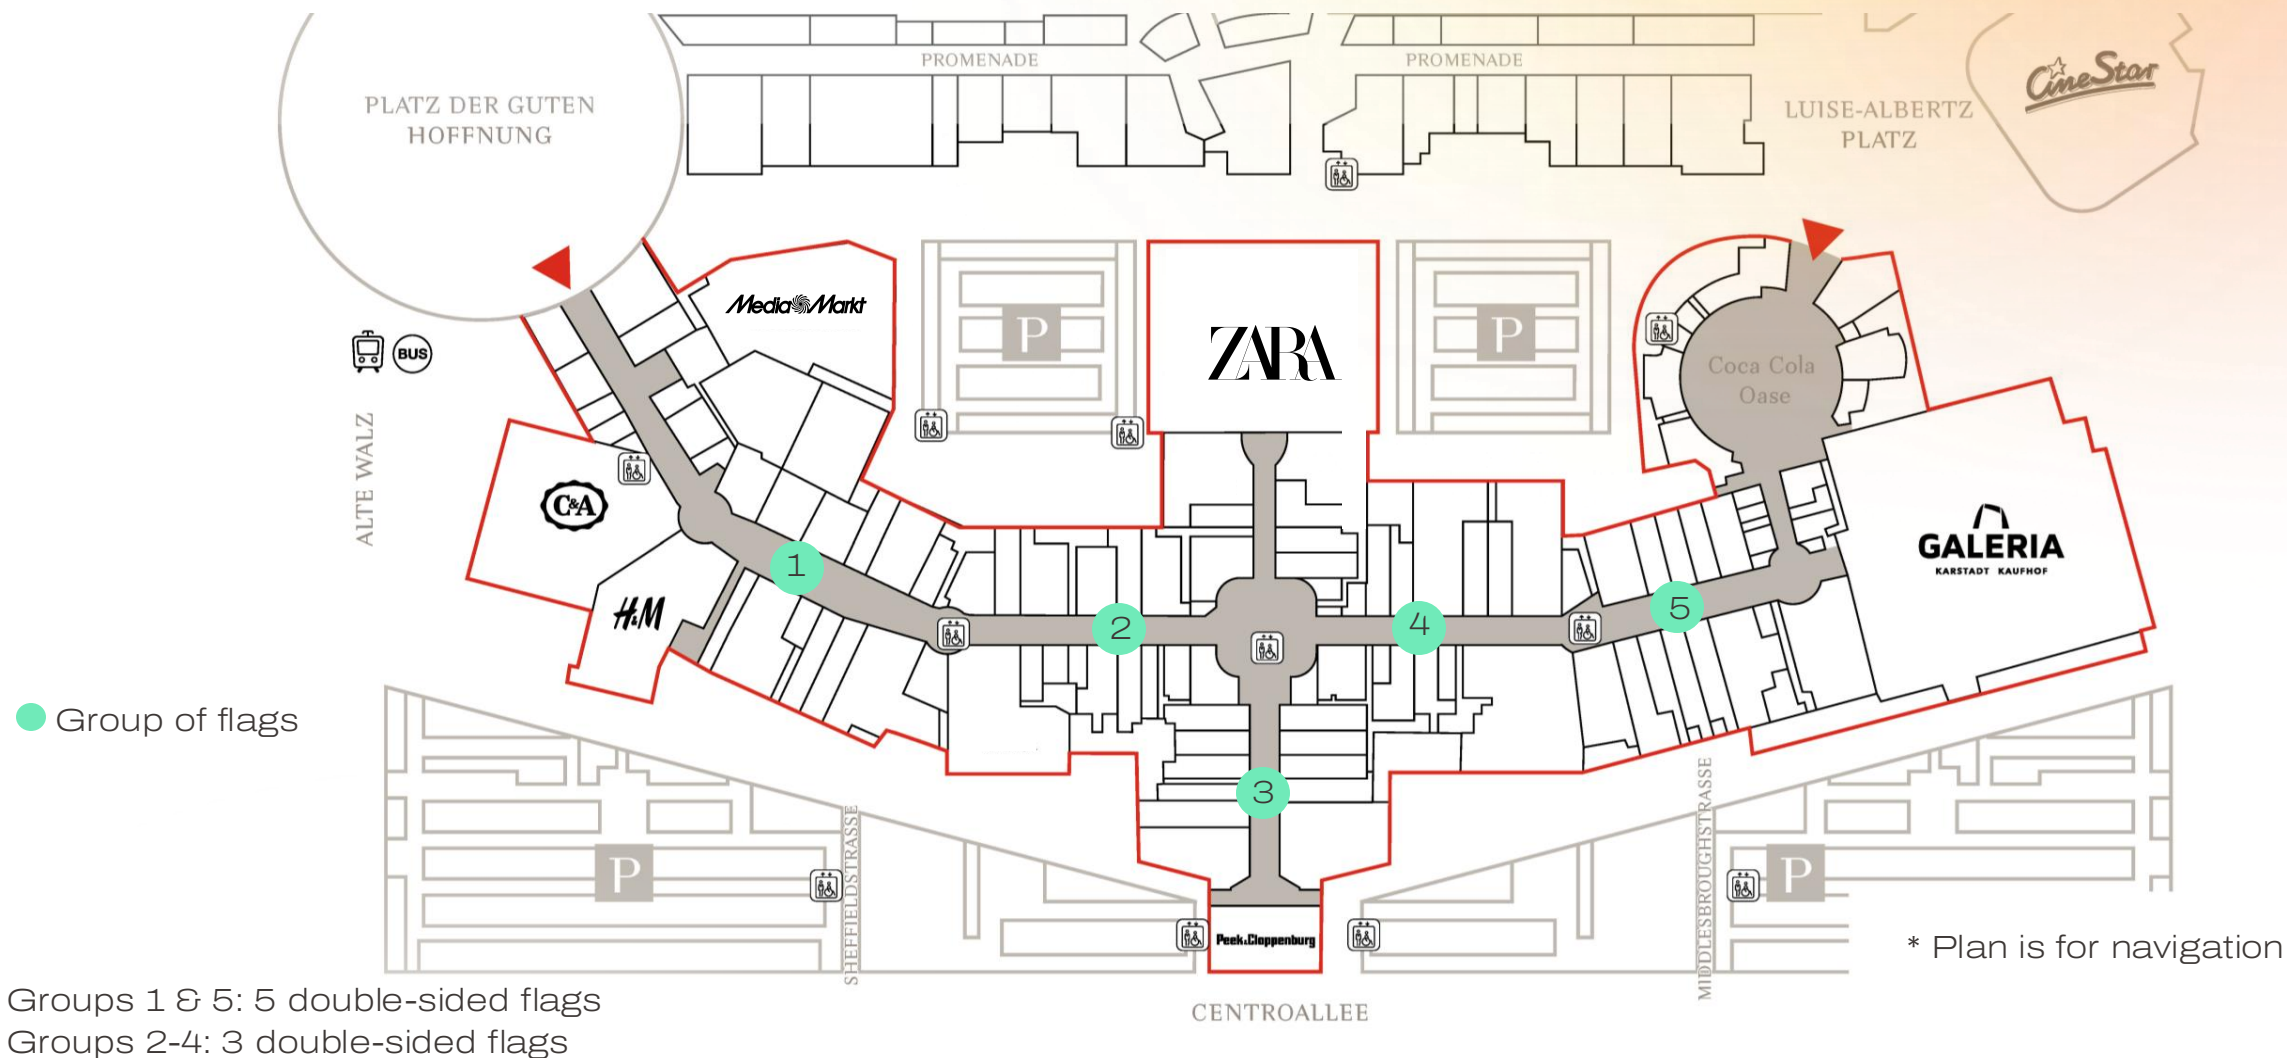 PROMENADE
PROMENADE
CineStar
PLATZ DER GUTEN
HOFFNUNG
LUISE-ALBERTZ
PLATZ
MediaMarkt
P
P
ZARA
BUS
Coca Cola
Oase
ALTE WALZ
C&A
GALERIA
KARSTADT KAUFHOF
H&M
1
2
4
5
3
Group of flags
SHEFFIELDSTRASSE
MIDDLESBROUGHSTRASSE
P
P
Peek&Cloppenburg
* Plan is for navigation
CENTROALLEE
Groups 1 & 5: 5 double-sided flags
Groups 2-4: 3 double-sided flags